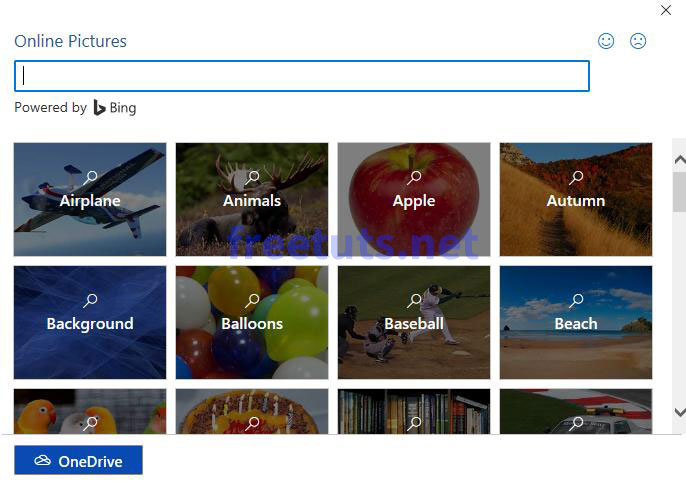 Online Pictures
Powered by Bing
Airplane
Animals
Apple
Autumn
freetuts.net
Background
Balloons
Baseball
Beach
OneDrive